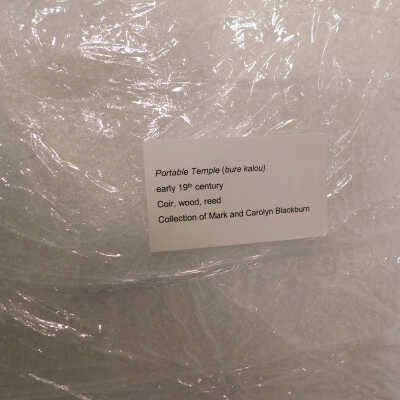 Portable Temple (bure kalou)
early 19th century
Coir, wood, reed
Collection of Mark and Carolyn Blackburn